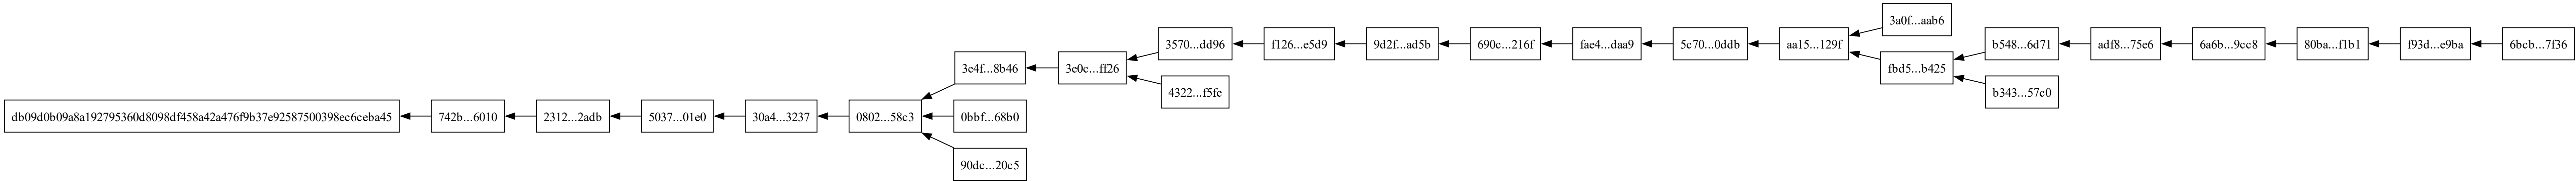 db09d0b09a8a192795360d8098df458a42a476f9b37e92587500398ec6ceba45
742b...6010
2312...2adb
5037...01e0
30a4...3237
0802...58c3
3e4f...8b46
0bbf...68b0
90dc...20c5
3e0c...ff26
3570...dd96
4322...f5fe
f126...e5d9
9d2f...ad5b
690c...216f
fae4...daa9
5c70...0ddb
aa15...129f
3a0f...aab6
fbd5...b425
b548...6d71
b343...57c0
adf8...75e6
6a6b...9cc8
80ba...f1b1
f93d...e9ba
6bcb...7f36